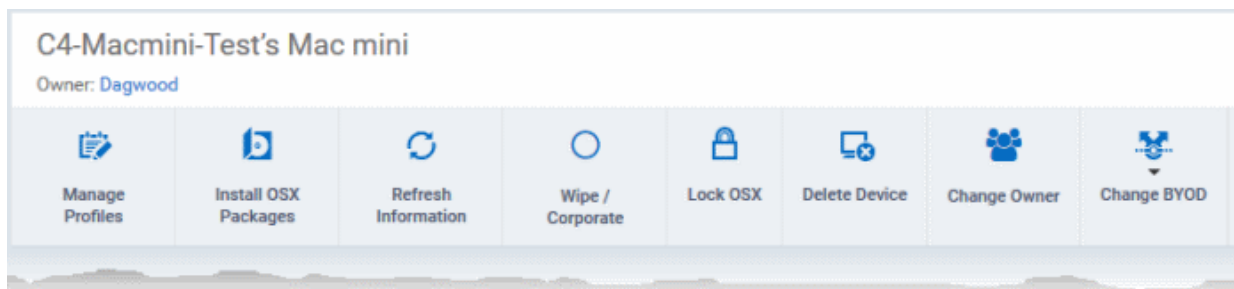 C4-Macmini-Test's Mac mini
Owner: Dagwood
Manage
Profiles
Install OSX
Packages
Refresh
Information
Wipe /
Corporate
Lock OSX
Delete Device
Change Owner
Change BYOD